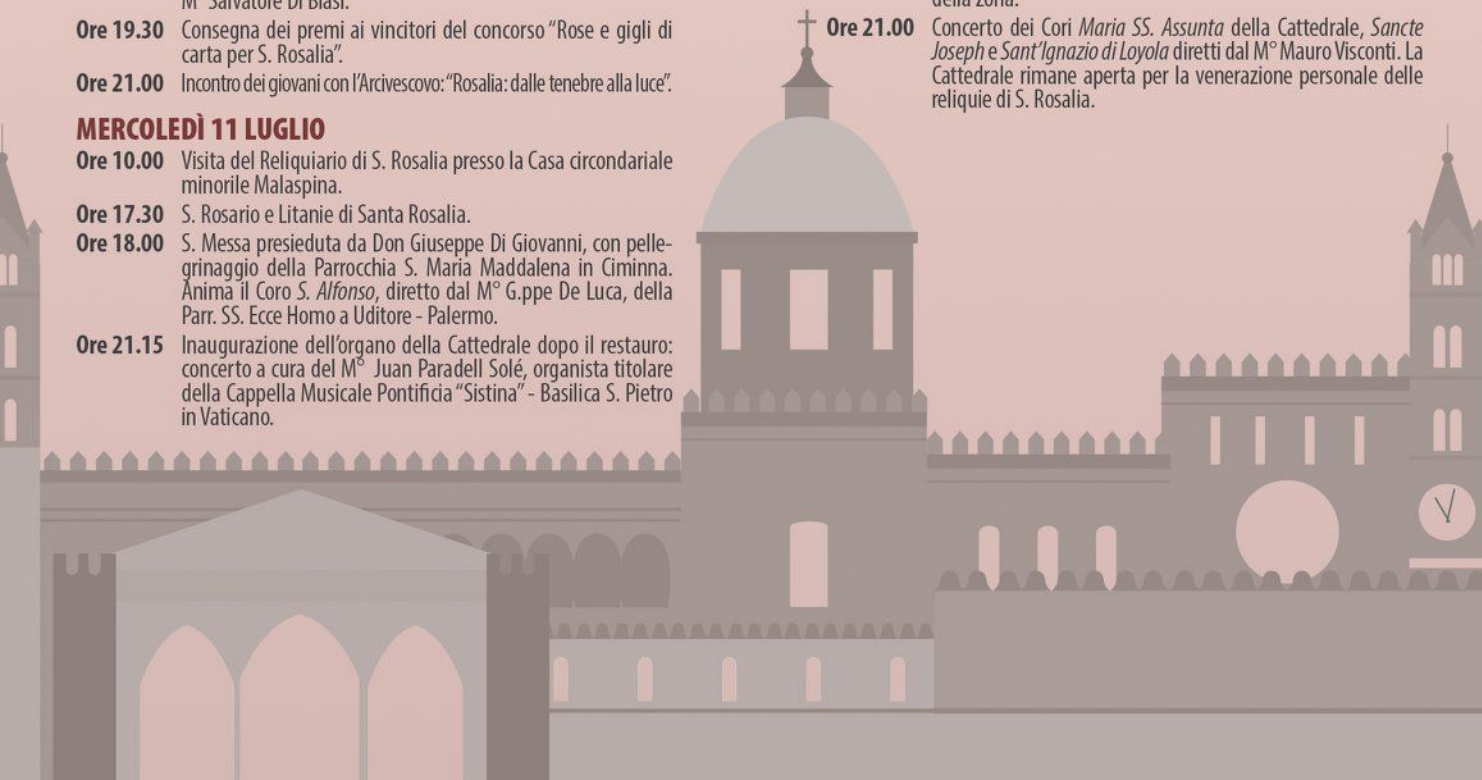 M° Salvatore Di Blasi.
Ore 19.30 Consegna dei premi ai vincitori del concorso “Rose e gigli di
carta per S. Rosalia”.
Ore 21.00 Incontro dei giovani con l’Arcivescovo: “Rosalia: dalle tenebre alla luce”.
MERCOLEDÌ 11 LUGLIO
Ore 10.00 Visita del Reliquiario di S. Rosalia presso la Casa circondariale
minorile Malaspina.
Ore 17.30 S. Rosario e Litanie di Santa Rosalia.
Ore 18.00 S. Messa presieduta da Don Giuseppe Di Giovanni, con pelle-
grinaggio della Parrocchia S. Maria Maddalena in Ciminna.
Anima il Coro S. Alfonso, diretto dal M° G.ppe De Luca, della
Parr. SS. Ecce Homo a Uditore - Palermo.
Ore 21.15 Inaugurazione dell’organo della Cattedrale dopo il restauro:
concerto a cura del M° Juan Paradell Solé, organista titolare
della Cappella Musicale Pontificia “Sistina” - Basilica S. Pietro
in Vaticano.
della zona.
Ore 21.00 Concerto dei Cori Maria SS. Assunta della Cattedrale, Sancte
Joseph e Sant’Ignazio di Loyola diretti dal M° Mauro Visconti. La
Cattedrale rimane aperta per la venerazione personale delle
reliquie di S. Rosalia.